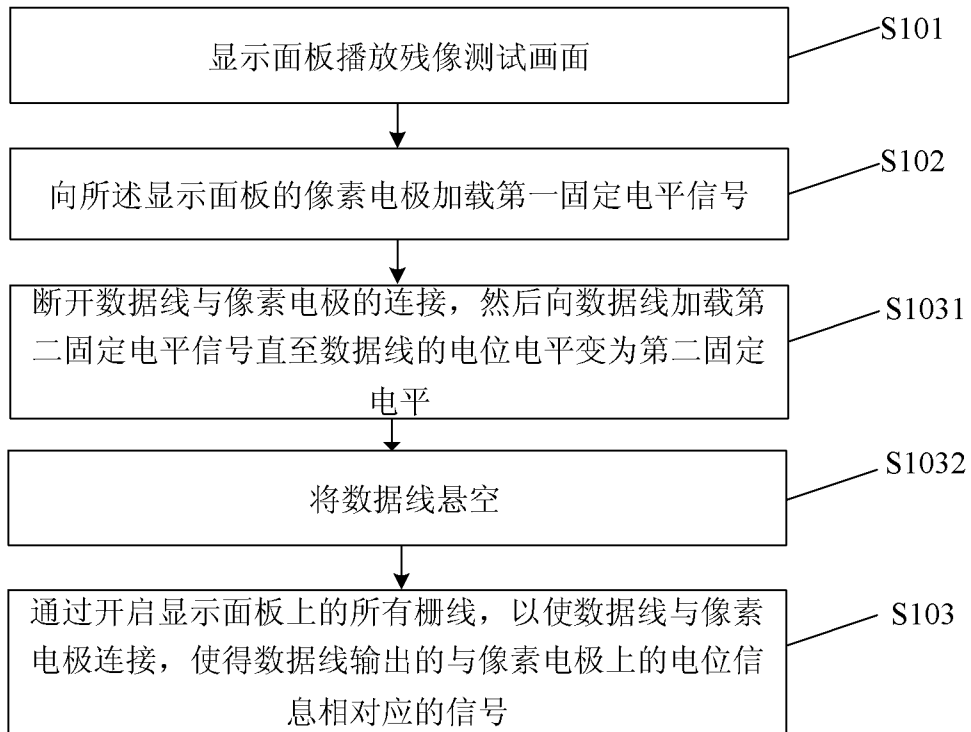 显示面板播放残像测试画面
S101
向所述显示面板的像素电极加载第一固定电平信号
S102
断开数据线与像素电极的连接，然后向数据线加载第
二固定电平信号直至数据线的电位电平变为第二固定
电平
S1031
将数据线悬空
S1032
通过开启显示面板上的所有栅线，以使数据线与像素
电极连接，使得数据线输出的与像素电极上的电位信
息相对应的信号
S103